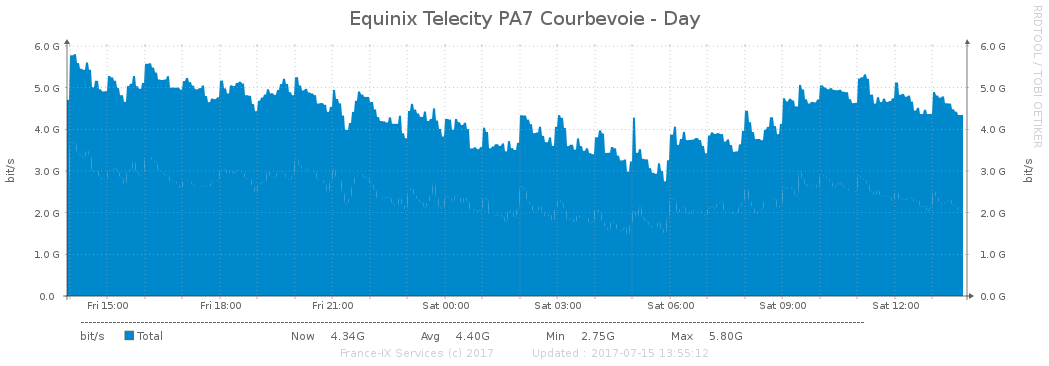 Equinix Telecity PA7 Courbevoie - Day
RRDTOOL / TOBI OETIKER
6.0 G 6.0 G
5.0 G 5.0 G
4.0 G 4.0 G
3.0 G 3.0 G
2.0 G 2.0 G
1.0 G 1.0 G
0.0 0.0 G
bit/s bit/s
Fri 15:00 Fri 18:00 Fri 21:00 Sat 00:00 Sat 03:00 Sat 06:00 Sat 09:00 Sat 12:00
bit/s Total Now 4.34G Avg 4.40G Min 2.75G Max 5.80G
France-IX Services (c) 2017 Updated : 2017-07-15 13:55:12